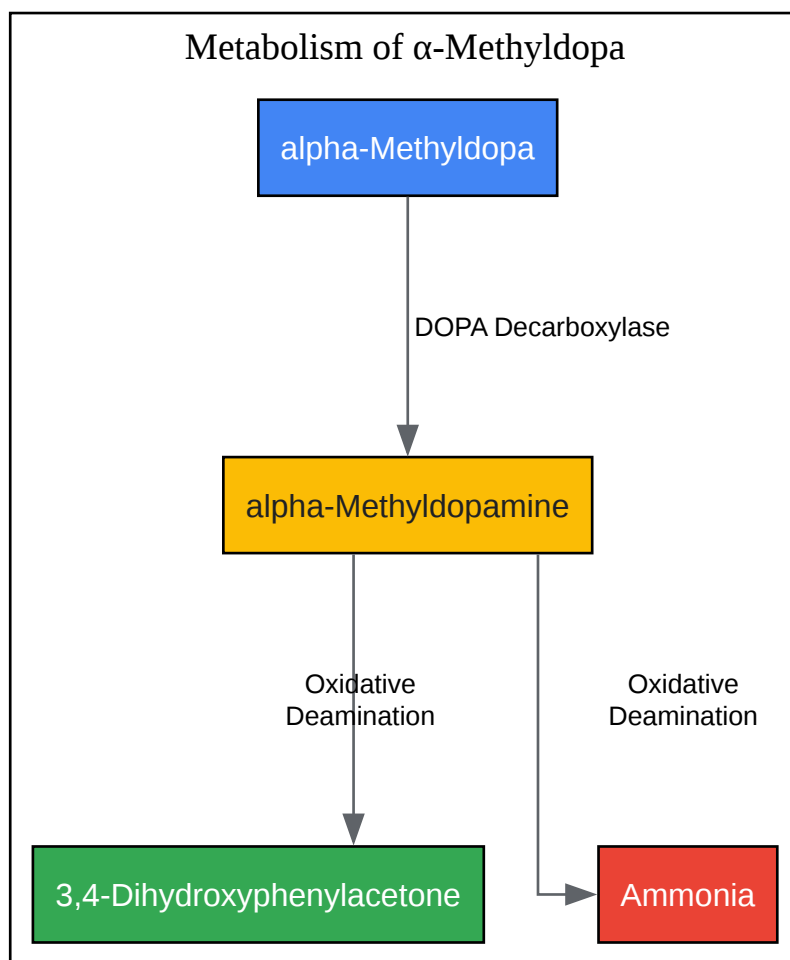 Metabolism of α-Methyldopa
alpha-Methyldopa
DOPA Decarboxylase
alpha-Methyldopamine
Oxidative
Deamination
Oxidative
Deamination
3,4-Dihydroxyphenylacetone
Ammonia